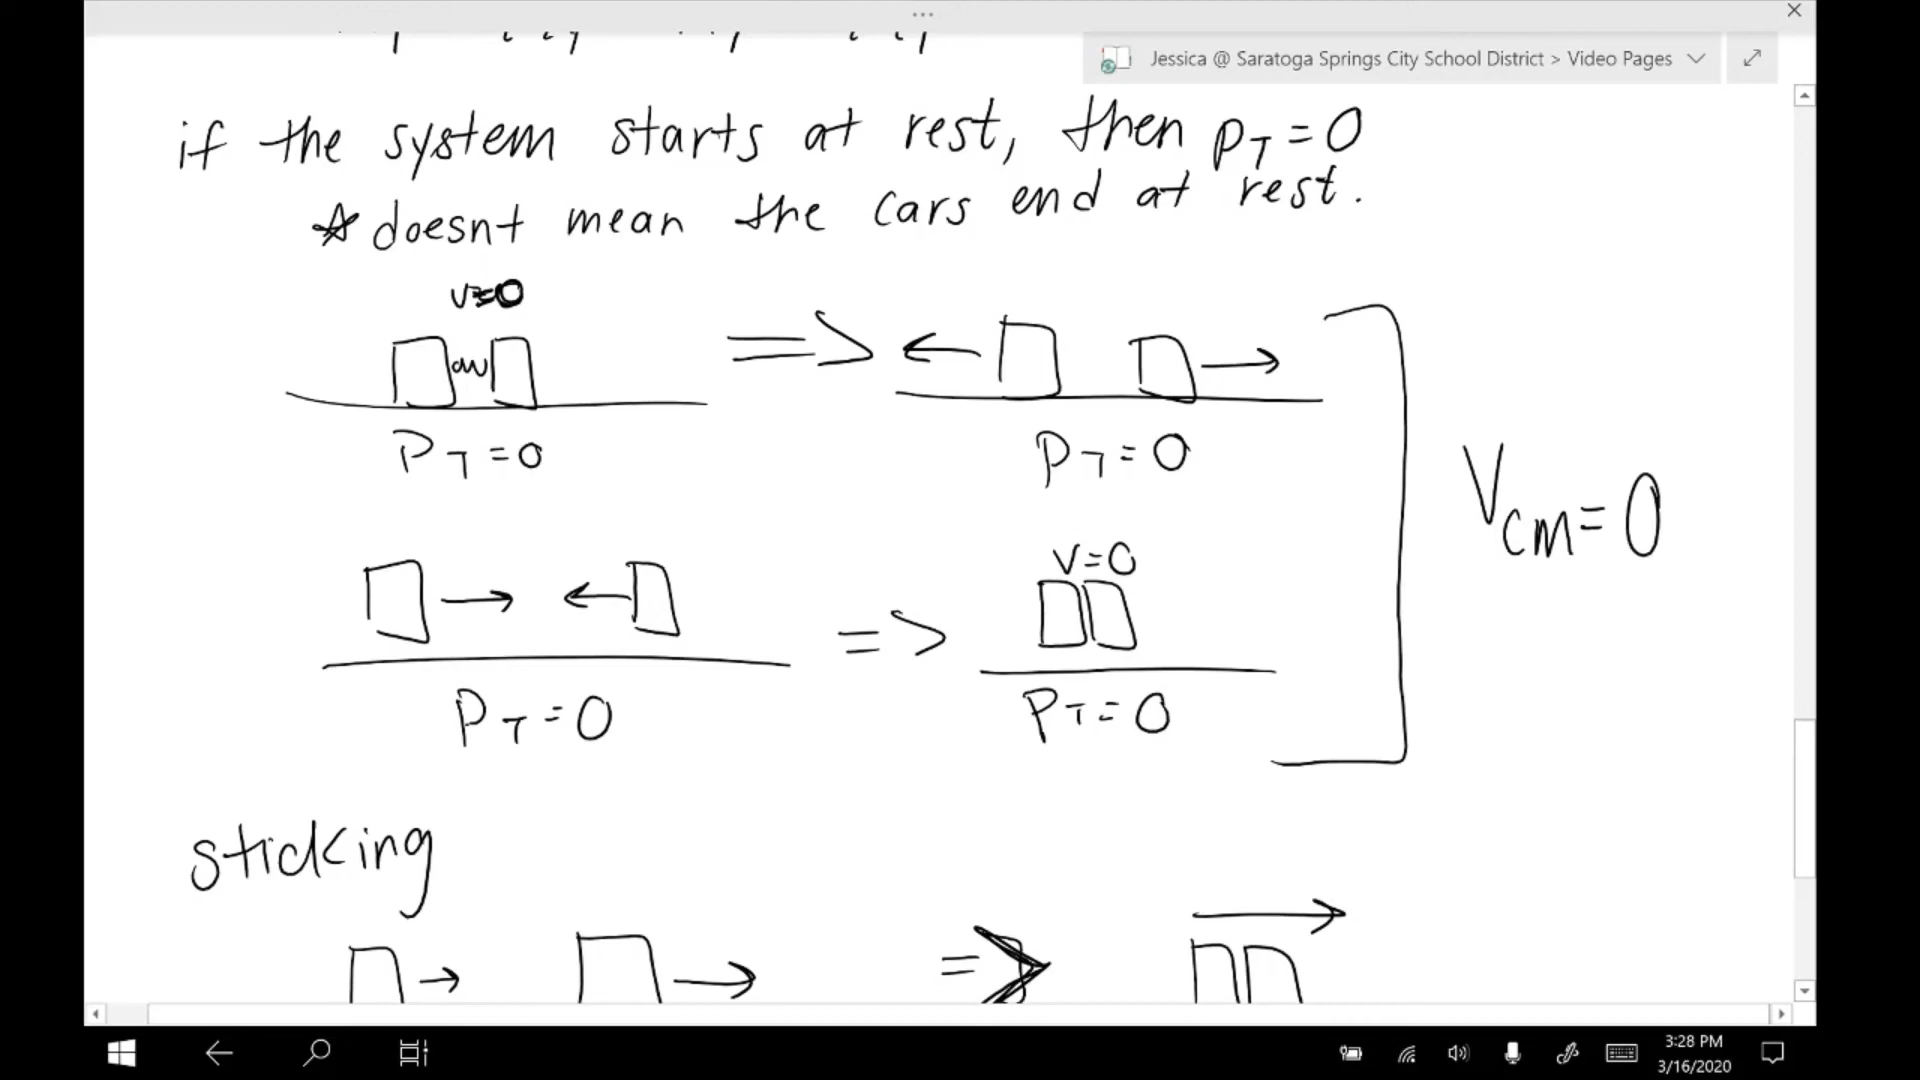 Jessica @ Saratoga Springs City School District > Video Pages
if the system starts at rest, then PT=0
* doesnt mean the cars end at rest.
v=0
=>
PT=0
PT=0
Vcm=0
v=0
=>
PT=0
PT=0
sticking
=>
3:28 PM
3/16/2020